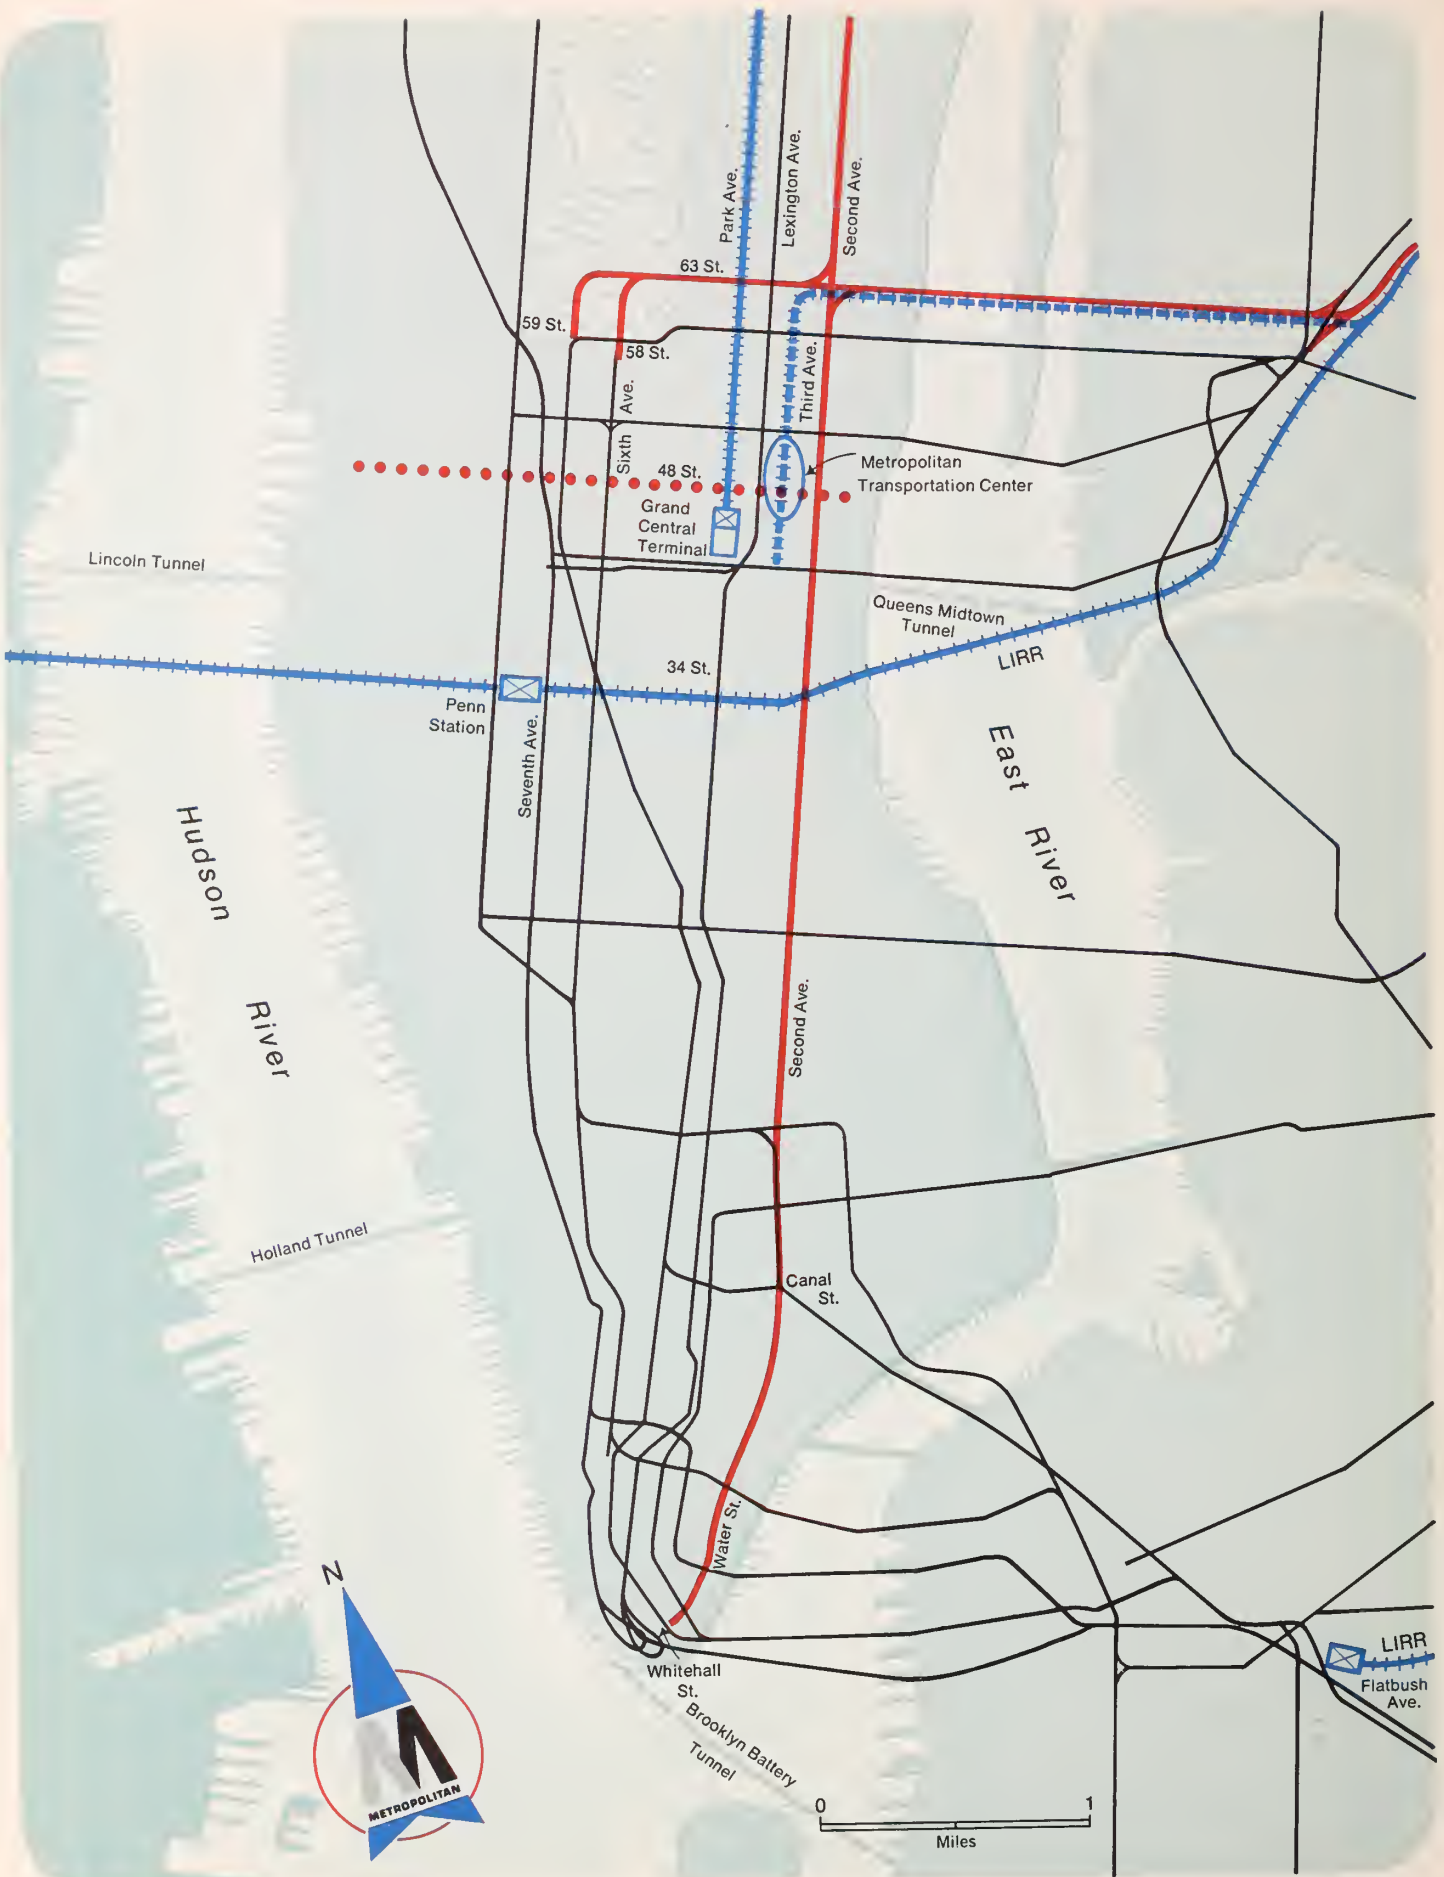 Park Ave.
Lexington Ave.
Second Ave.
63 St.
59 St.
58 St.
Third Ave.
Sixth Ave.
48 St.
Metropolitan
Transportation Center
Grand
Central
Terminal
Lincoln Tunnel
Queens Midtown
Tunnel
LIRR
34 St.
Penn
Station
Seventh Ave.
East River
Hudson River
Second Ave.
Holland Tunnel
Canal
St.
Water St.
N
Whitehall
St.
LIRR
Flatbush
Ave.
Brooklyn Battery
Tunnel
M
METROPOLITAN
0 1
Miles